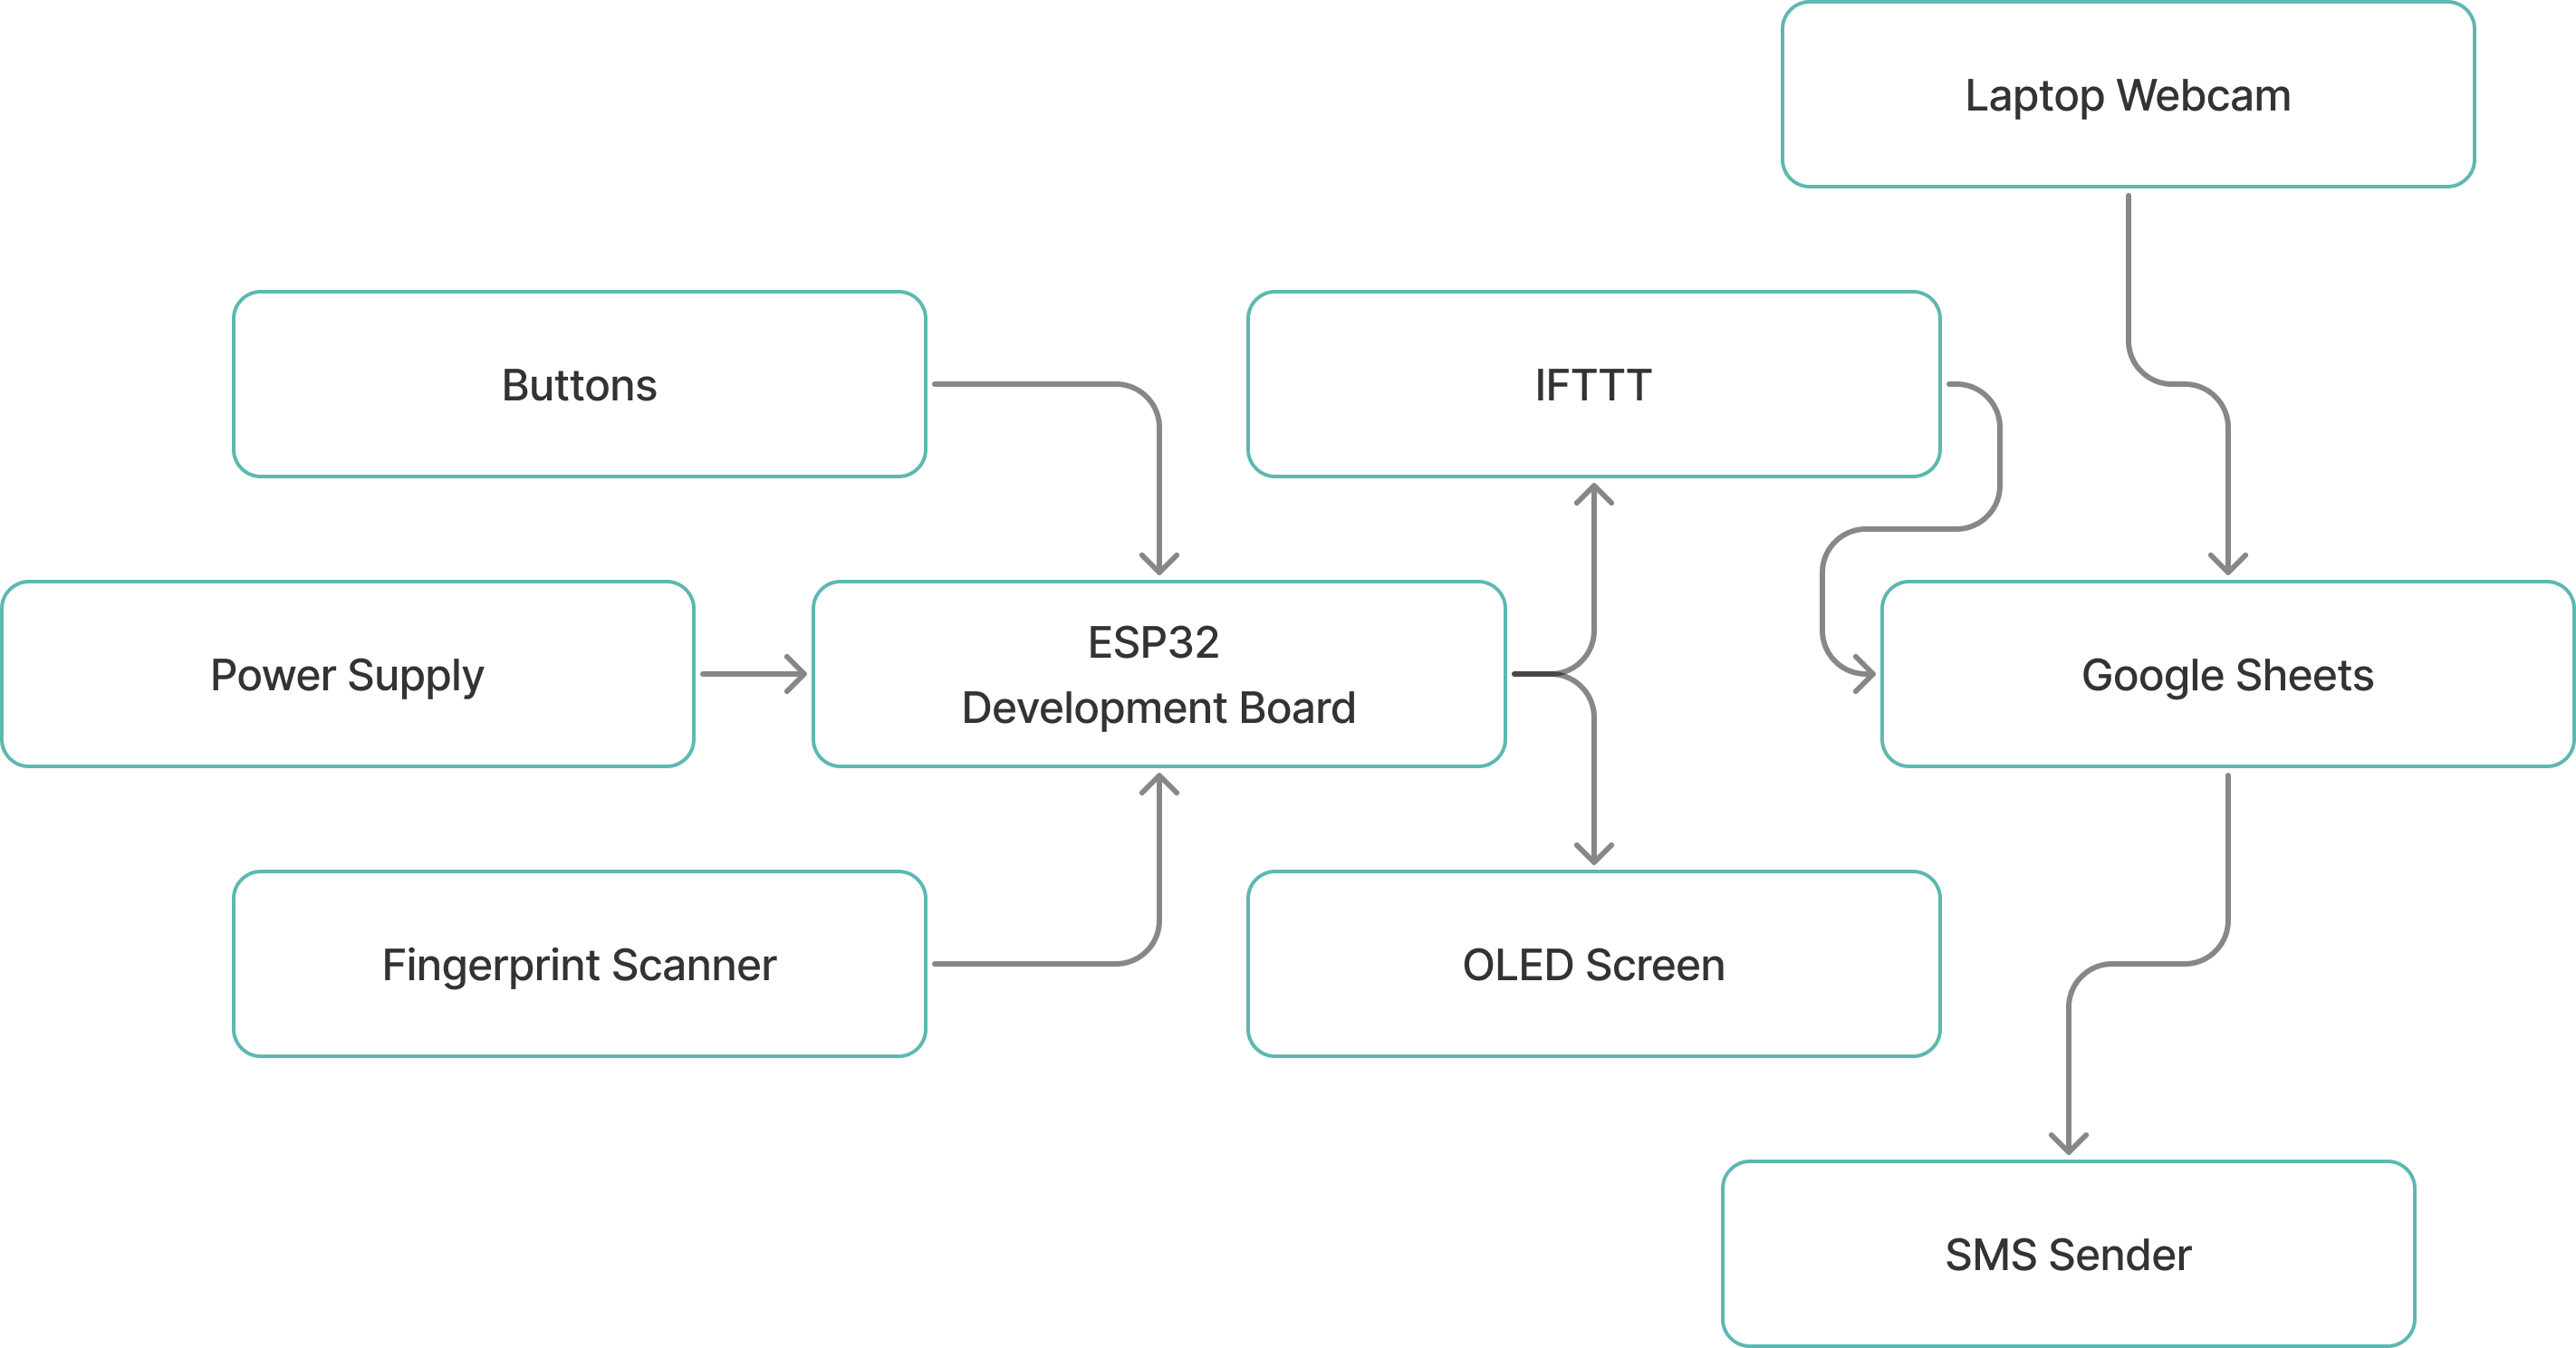 Laptop Webcam
Buttons
IFTTT
Power Supply
ESP32
Development Board
Google Sheets
Fingerprint Scanner
OLED Screen
SMS Sender